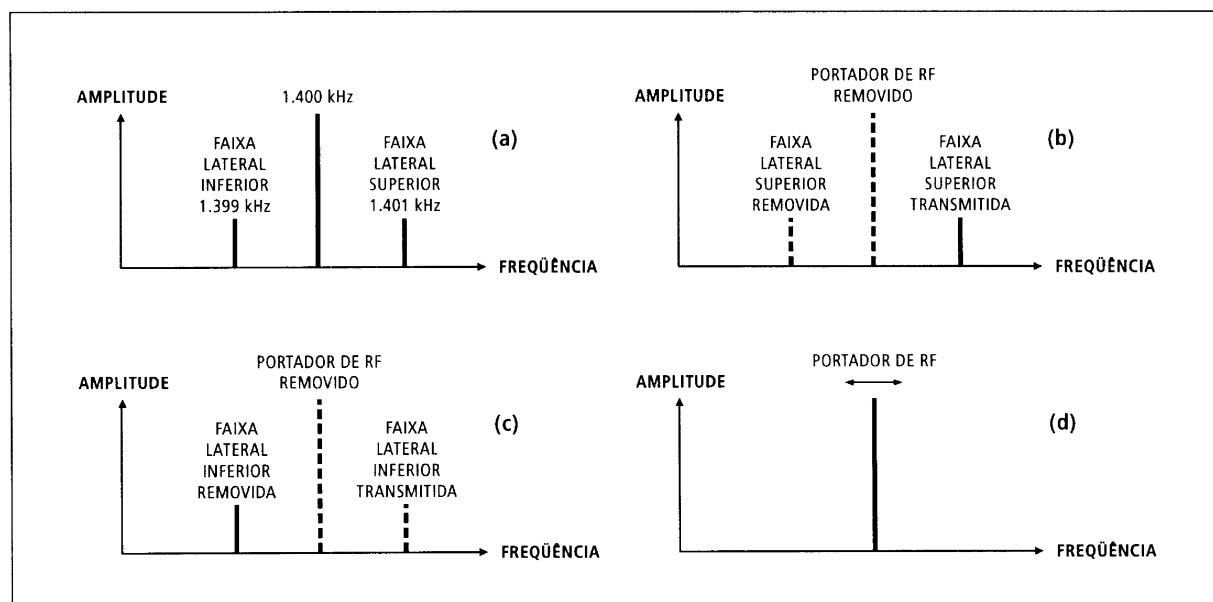 AMPLITUDE
1.400 kHz
(a)
FAIXA
LATERAL
INFERIOR
1.399 kHz
FAIXA
LATERAL
SUPERIOR
1.401 kHz
FREQÜÊNCIA
AMPLITUDE
PORTADOR DE RF
REMOVIDO
(b)
FAIXA
LATERAL
SUPERIOR
REMOVIDA
FAIXA
LATERAL
SUPERIOR
TRANSMITIDA
FREQÜÊNCIA
AMPLITUDE
PORTADOR DE RF
REMOVIDO
(c)
FAIXA
LATERAL
INFERIOR
REMOVIDA
FAIXA
LATERAL
INFERIOR
TRANSMITIDA
FREQÜÊNCIA
AMPLITUDE
PORTADOR DE RF
(d)
FREQÜÊNCIA